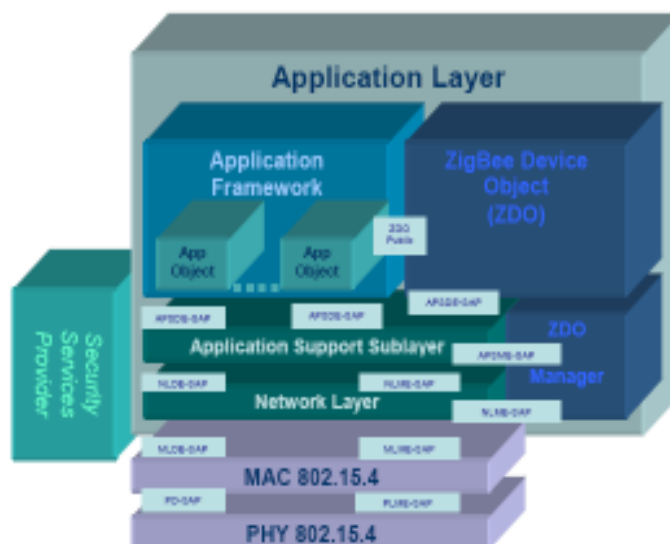 Application Layer
Application
Framework
ZigBee Device
Object
(ZDO)
App
Object
App
Object
ZDO
Public
APSDE-SAP
APSDE-SAP
APSDE-SAP
Application Support Sublayer
APSME-SAP
ZDO
Manager
Security
Services
Provider
NLDE-SAP
NLME-SAP
Network Layer
NLME-SAP
MLDE-SAP
MLME-SAP
MAC 802.15.4
PD-SAP
PLME-SAP
PHY 802.15.4